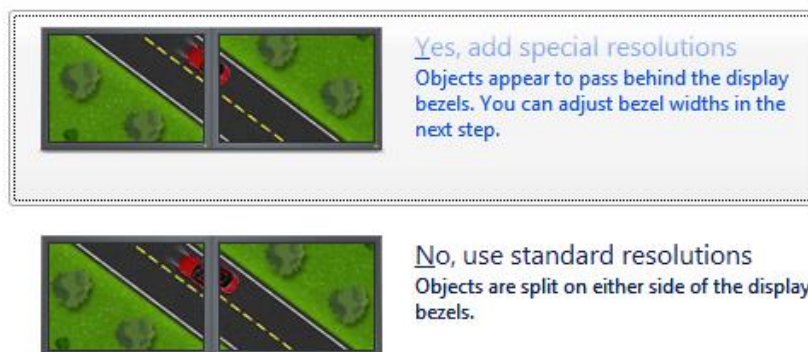 Yes, add special resolutions
Objects appear to pass behind the display
bezels. You can adjust bezel widths in the
next step.
No, use standard resolutions
Objects are split on either side of the display
bezels.